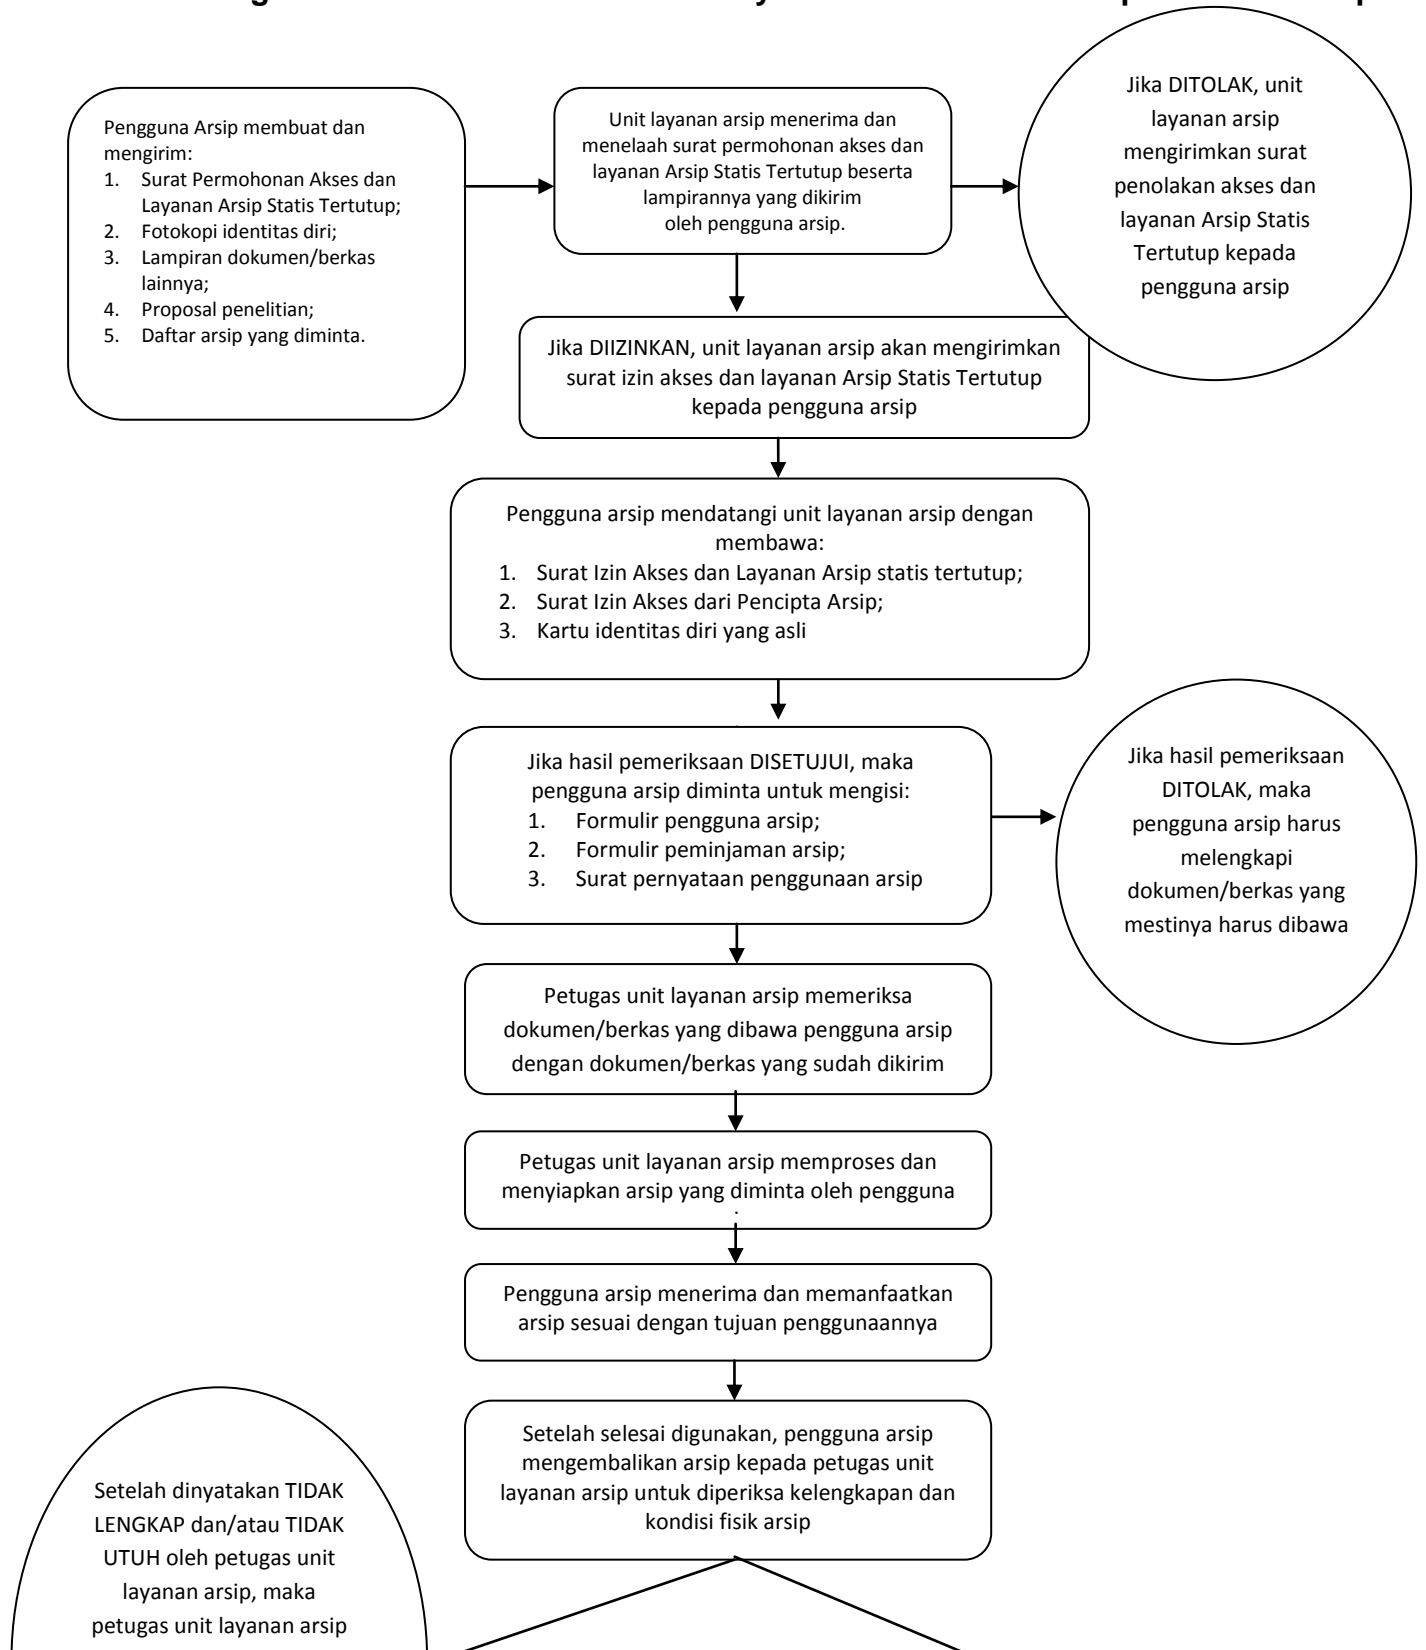 Pengguna Arsip membuat dan
mengirim:
1. Surat Permohonan Akses dan
Layanan Arsip Statis Tertutup;
2. Fotokopi identitas diri;
3. Lampiran dokumen/berkas
lainnya;
4. Proposal penelitian;
5. Daftar arsip yang diminta.
Unit layanan arsip menerima dan
menelaah surat permohonan akses dan
layanan Arsip Statis Tertutup beserta
lampirannya yang dikirim
oleh pengguna arsip.
Jika DITOLAK, unit
layanan arsip
mengirimkan surat
penolakan akses dan
layanan Arsip Statis
Tertutup kepada
pengguna arsip
Jika DIIZINKAN, unit layanan arsip akan mengirimkan
surat izin akses dan layanan Arsip Statis Tertutup
kepada pengguna arsip
Pengguna arsip mendatangi unit layanan arsip dengan
membawa:
1. Surat Izin Akses dan Layanan Arsip statis tertutup;
2. Surat Izin Akses dari Pencipta Arsip;
3. Kartu identitas diri yang asli
Jika hasil pemeriksaan DISETUJUI, maka
pengguna arsip diminta untuk mengisi:
1. Formulir pengguna arsip;
2. Formulir peminjaman arsip;
3. Surat pernyataan penggunaan arsip
Jika hasil pemeriksaan
DITOLAK, maka
pengguna arsip harus
melengkapi
dokumen/berkas yang
mestinya harus dibawa
Petugas unit layanan arsip memeriksa
dokumen/berkas yang dibawa pengguna arsip
dengan dokumen/berkas yang sudah dikirim
Petugas unit layanan arsip memproses dan
menyiapkan arsip yang diminta oleh pengguna
.
Pengguna arsip menerima dan memanfaatkan
arsip sesuai dengan tujuan penggunaannya
Setelah selesai digunakan, pengguna arsip
mengembalikan arsip kepada petugas unit
layanan arsip untuk diperiksa kelengkapan dan
kondisi fisik arsip
Setelah dinyatakan TIDAK
LENGKAP dan/atau TIDAK
UTUH oleh petugas unit
layanan arsip, maka
petugas unit layanan arsip